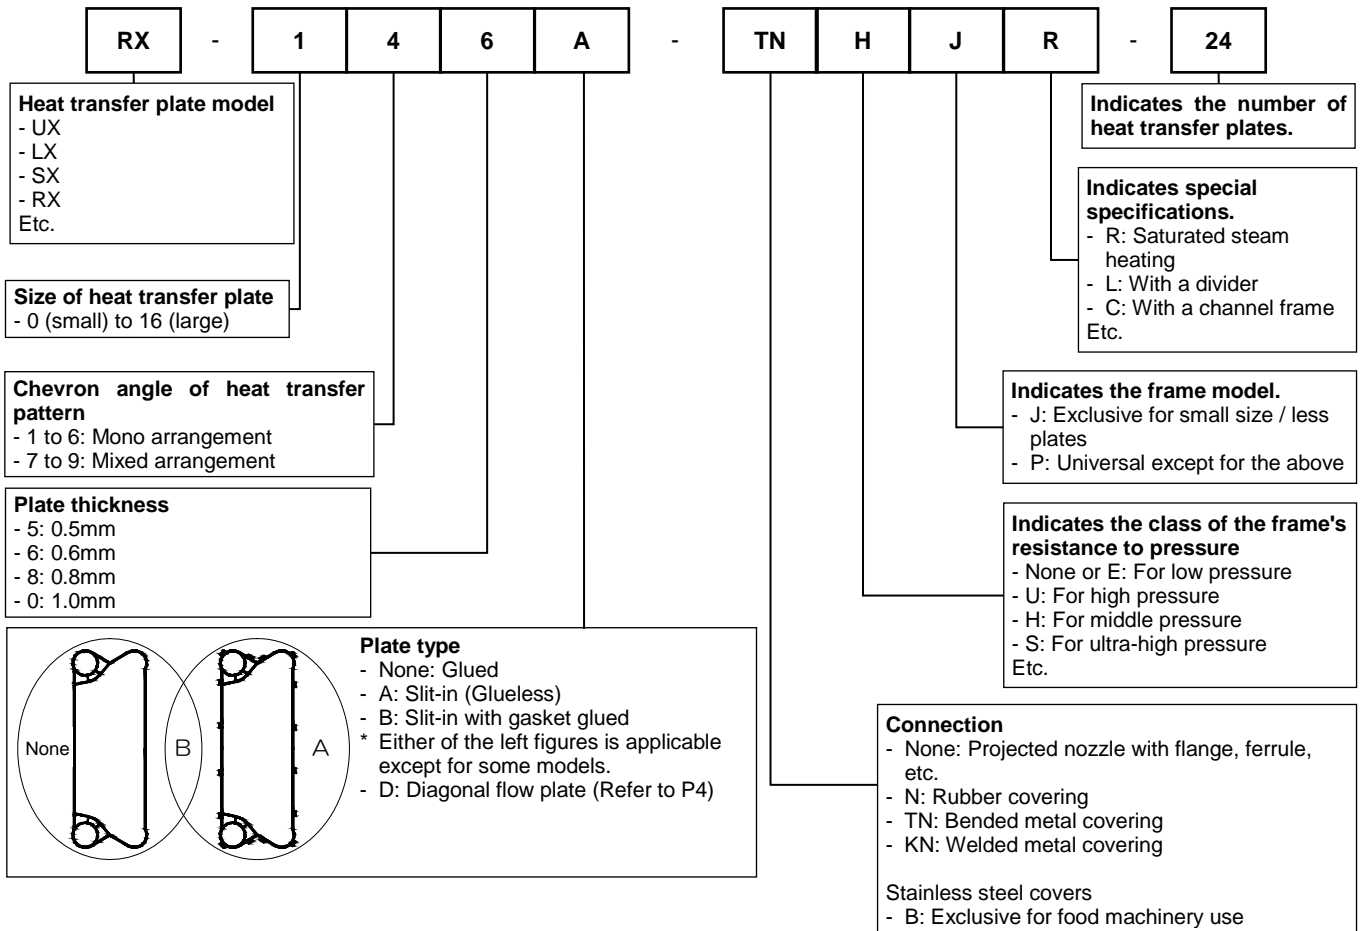 RX - 1 4 6 A - TN H J R - 24
Heat transfer plate model
- UX
- LX
- SX
- RX
Etc.
Size of heat transfer plate
- 0 (small) to 16 (large)
Chevron angle of heat transfer
pattern
- 1 to 6: Mono arrangement
- 7 to 9: Mixed arrangement
Plate thickness
- 5: 0.5mm
- 6: 0.6mm
- 8: 0.8mm
- 0: 1.0mm
None B A
Plate type
- None: Glued
- A: Slit-in (Glueless)
- B: Slit-in with gasket glued
* Either of the left figures is applicable
except for some models.
- D: Diagonal flow plate (Refer to P4)
Indicates the number of
heat transfer plates.
Indicates special
specifications.
- R: Saturated steam
heating
- L: With a divider
- C: With a channel frame
Etc.
Indicates the frame model.
- J: Exclusive for small size / less
plates
- P: Universal except for the above
Indicates the class of the frame's
resistance to pressure
- None or E: For low pressure
- U: For high pressure
- H: For middle pressure
- S: For ultra-high pressure
Etc.
Connection
- None: Projected nozzle with flange, ferrule,
etc.
- N: Rubber covering
- TN: Bended metal covering
- KN: Welded metal covering
Stainless steel covers
- B: Exclusive for food machinery use